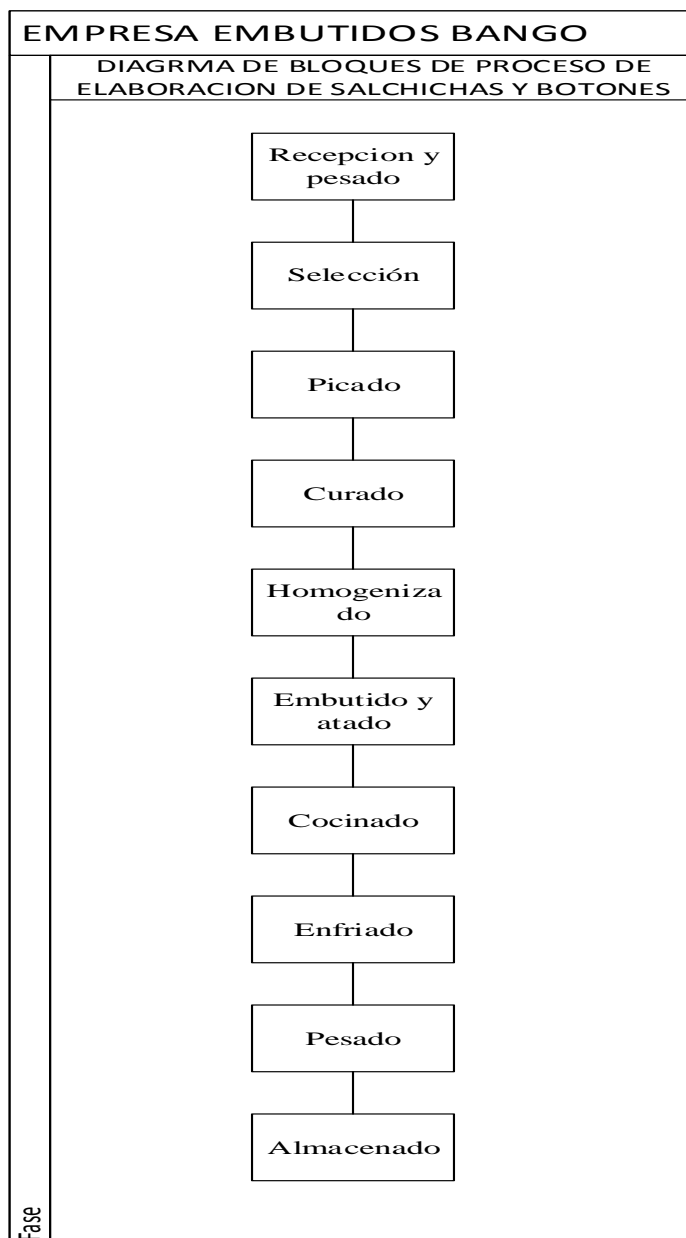 EMPRESA EMBUTIDOS BANGO
DIAGRMA DE BLOQUES DE PROCESO DE
ELABORACION DE SALCHICHAS Y BOTONES
Recepcion y
pesado
Selección
Picado
Curado
Homogeniza
do
Embutido y
atado
Cocinado
Enfriado
Pesado
Almacenado
Fase